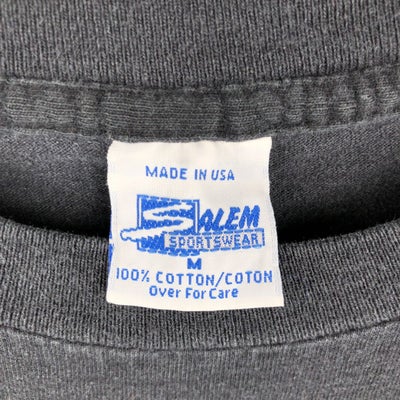 MADE IN USA
SALEM
SPORTSWEAR
M
100% COTTON/COTON
Over For Care